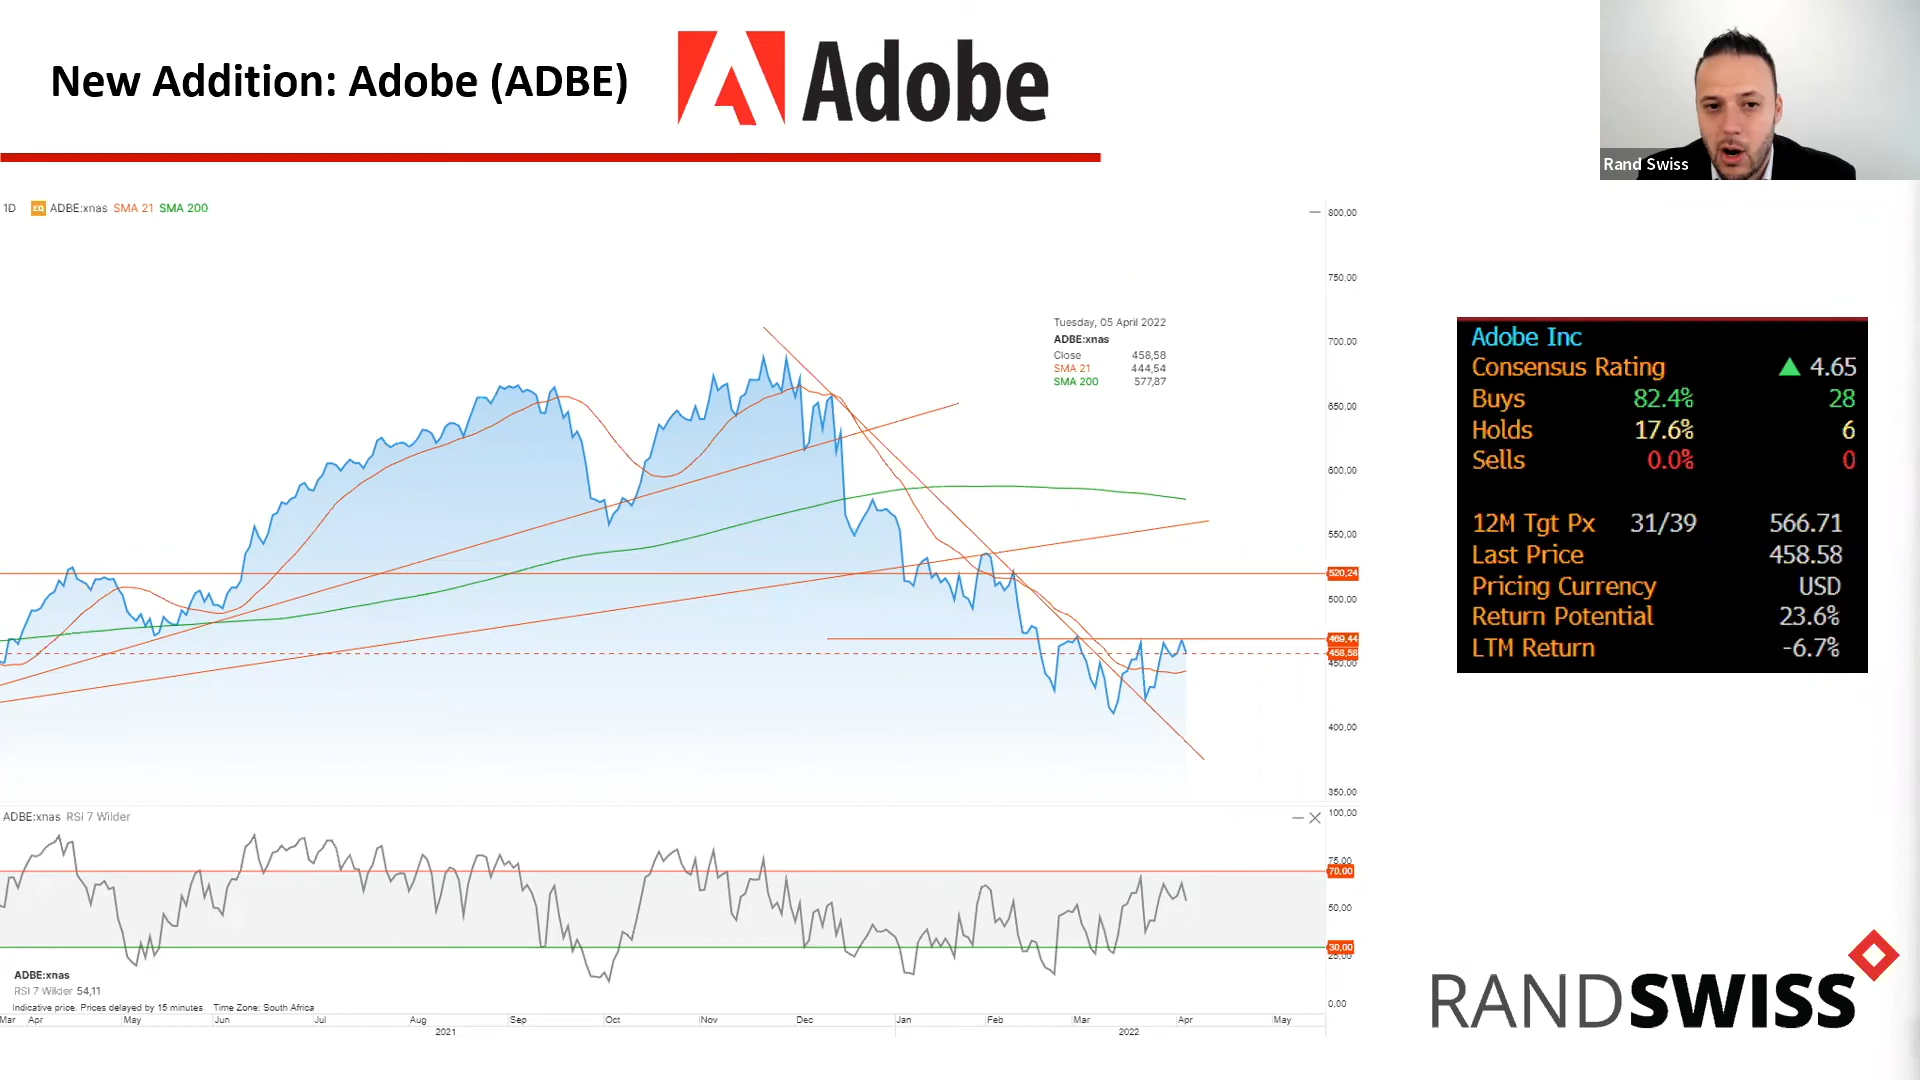 New Addition: Adobe (ADBE)
Adobe
Rand Swiss
1D EQ ADBE:xnas SMA 21 SMA 200
800,00
750,00
700,00
650,00
600,00
550,00
520,24
500,00
469,44
458,58
450,00
400,00
350,00
Tuesday, 05 April 2022
ADBE:xnas
Close 458,58
SMA 21 444,54
SMA 200 577,87
Adobe Inc
Consensus Rating 4.65
Buys 82.4% 28
Holds 17.6% 6
Sells 0.0% 0
12M Tgt Px 31/39 566.71
Last Price 458.58
Pricing Currency USD
Return Potential 23.6%
LTM Return -6.7%
ADBE:xnas RSI 7 Wilder
100,00
75,00
70,00
50,00
30,00
25,00
0,00
ADBE:xnas
RSI 7 Wilder 54,11
Indicative price. Prices delayed by 15 minutes Time Zone: South Africa
Mar Apr May Jun Jul Aug Sep Oct Nov Dec Jan Feb Mar Apr May
2021 2022
RANDSWISS